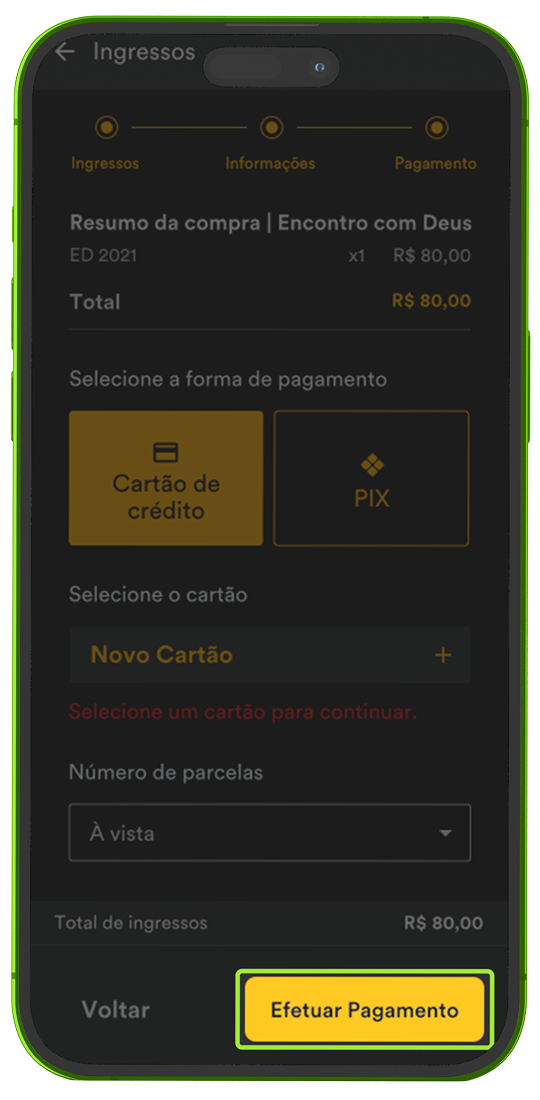 Ingressos
Ingressos Informações Pagamento
Resumo da compra | Encontro com Deus
ED 2021 x1 R$ 80,00
Total R$ 80,00
Selecione a forma de pagamento
Cartão de
crédito
PIX
Selecione o cartão
Novo Cartão +
Selecione um cartão para continuar.
Número de parcelas
À vista
Total de ingressos R$ 80,00
Voltar Efetuar Pagamento